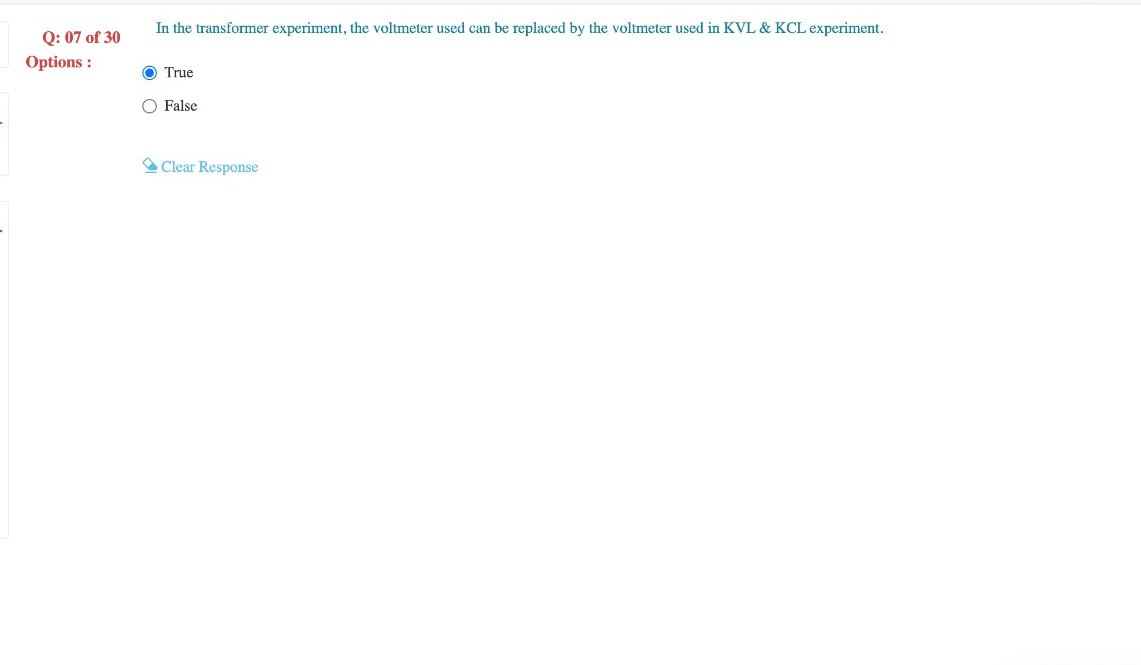 Q: 07 of 30
In the transformer experiment, the voltmeter used can be replaced by the voltmeter used in KVL & KCL experiment.
Options :
True
False
Clear Response